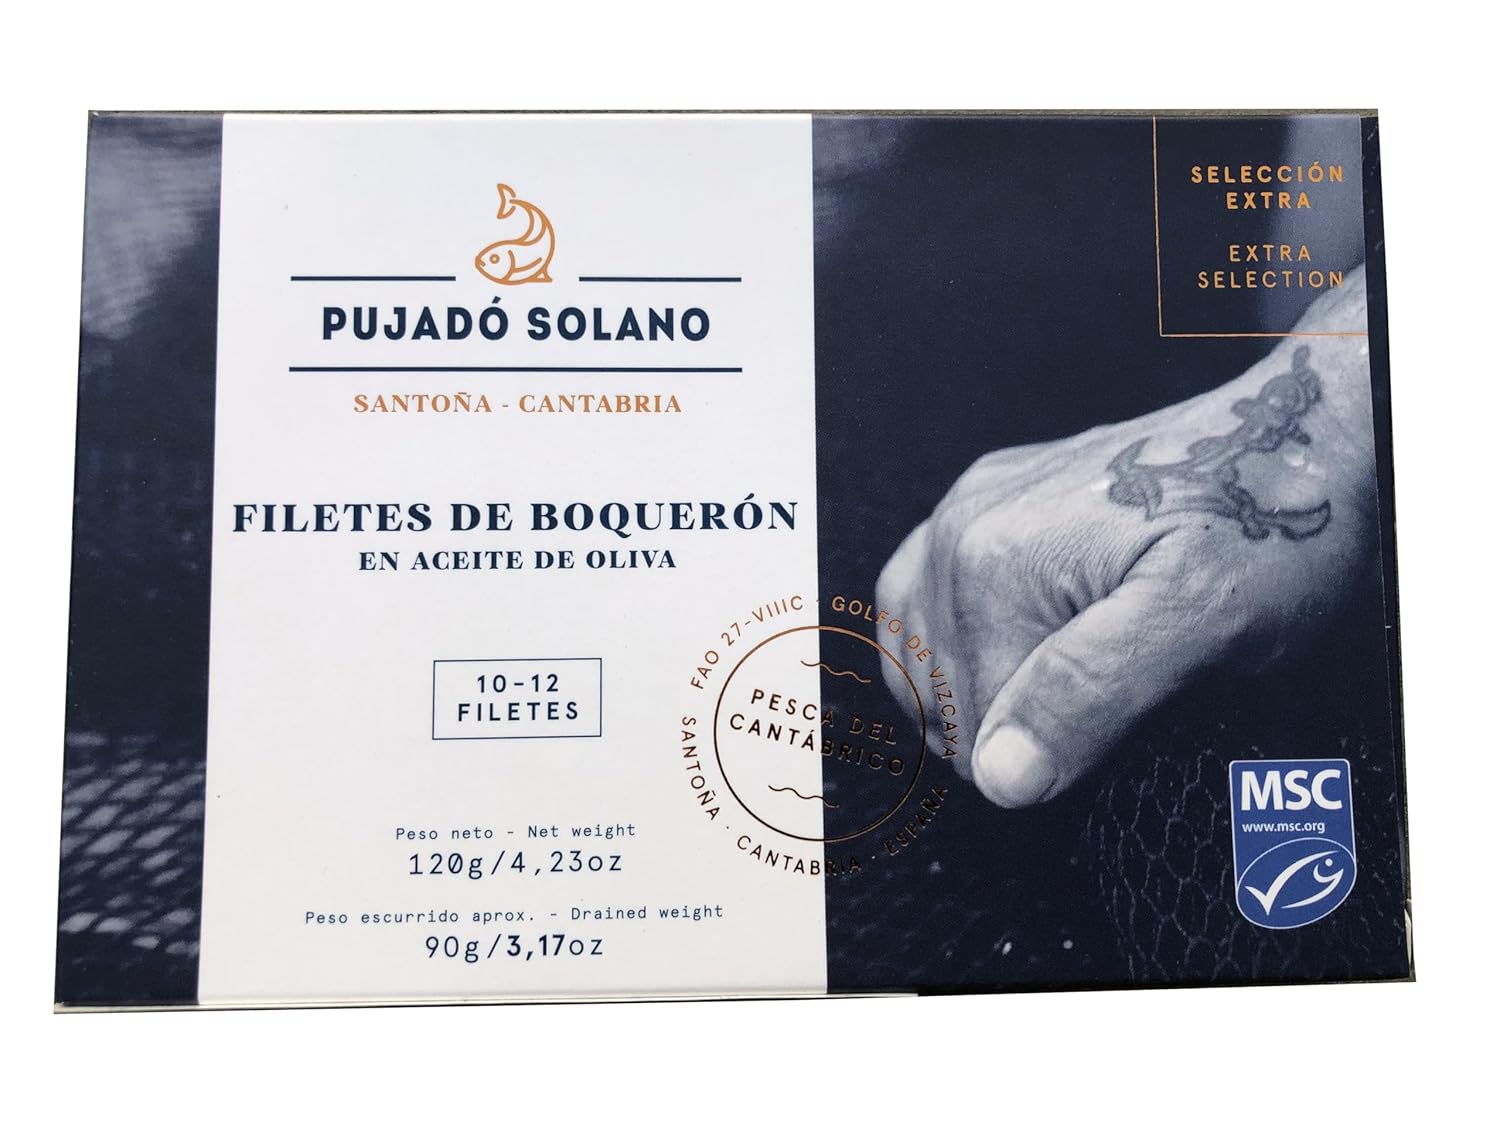 PUJADÓ SOLANO
SANTOÑA - CANTABRIA
FILETES DE BOQUERÓN
EN ACEITE DE OLIVA
10-12
FILETES
Peso neto - Net weight
120g/4,23oz
Peso escurrido aprox. - Drained weight
90g/3,17oz
FAO 27-VIIIC · GOLFO DE VIZCAYA
PESCA DEL
CANTÁBRICO
SANTOÑA · CANTABRIA · ESPAÑA
SELECCIÓN
EXTRA
EXTRA
SELECTION
MSC
www.msc.org